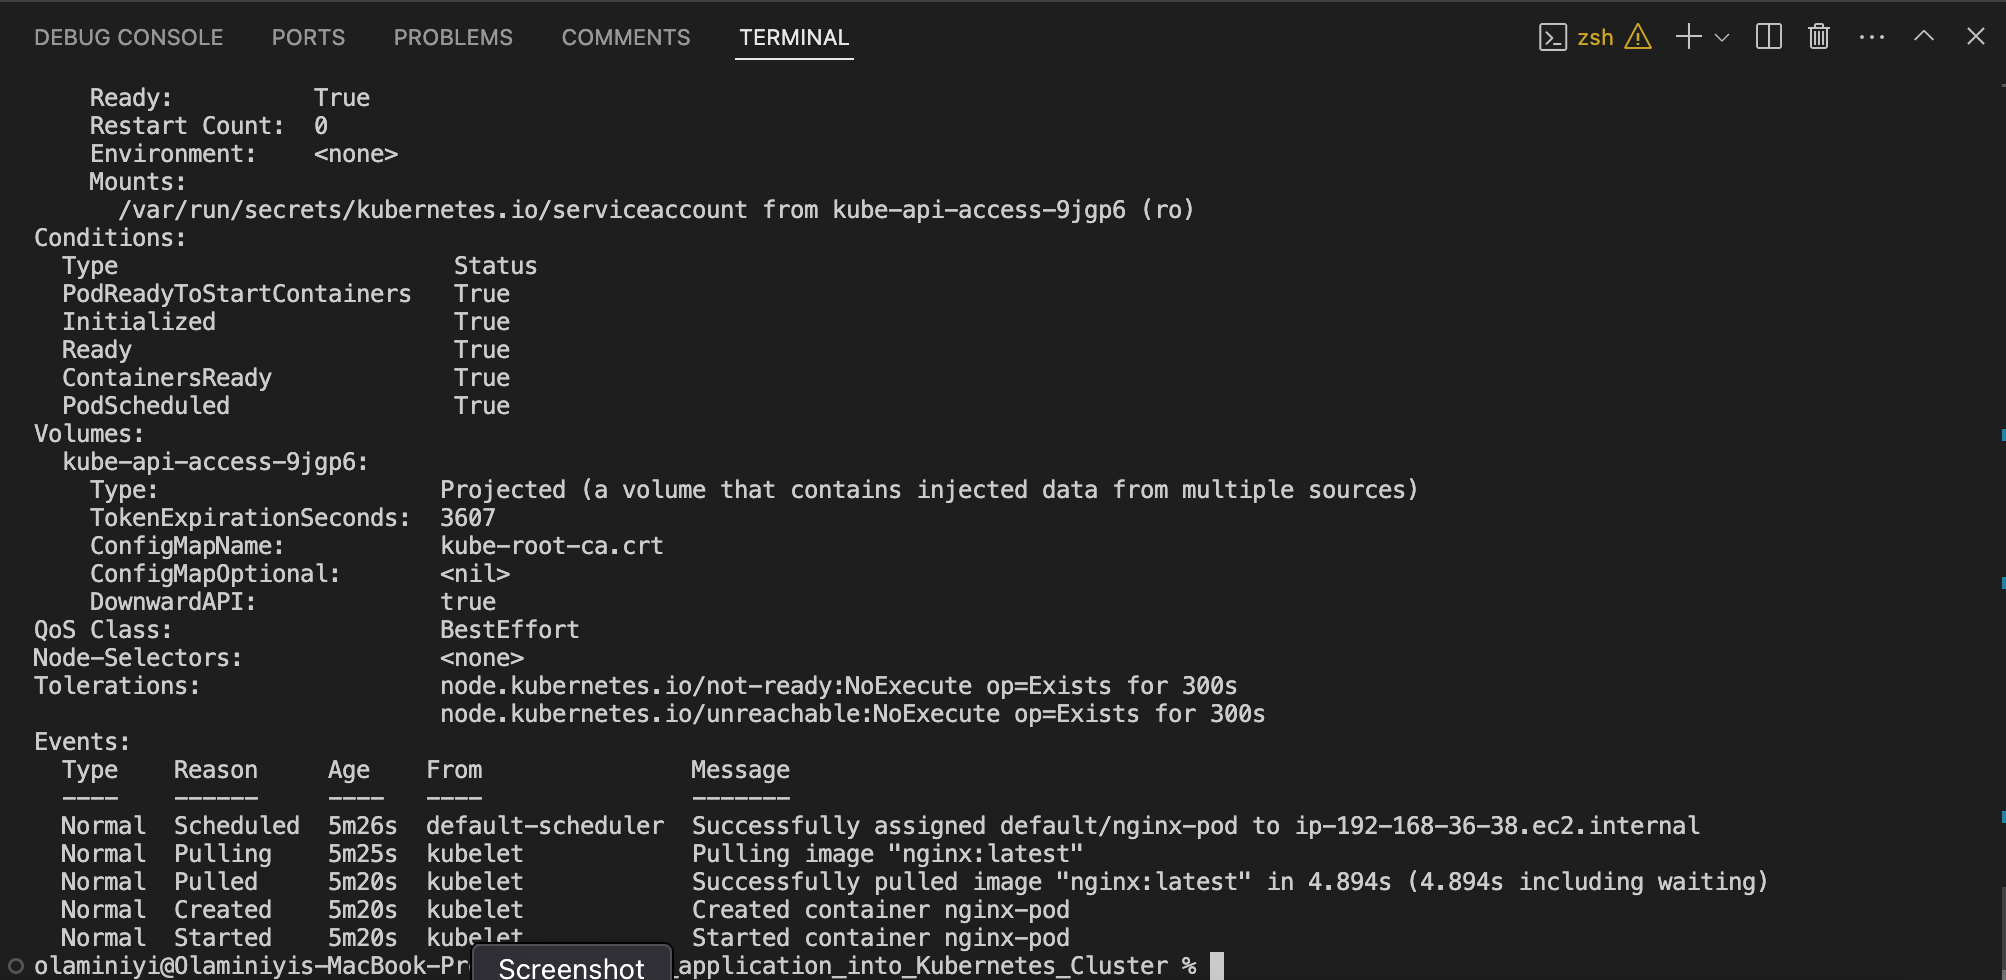 DEBUG CONSOLE PORTS PROBLEMS COMMENTS TERMINAL zsh
Ready: True
Restart Count: 0
Environment: <none>
Mounts:
/var/run/secrets/kubernetes.io/serviceaccount from kube-api-access-9jgp6 (ro)
Conditions:
Type Status
PodReadyToStartContainers True
Initialized True
Ready True
ContainersReady True
PodScheduled True
Volumes:
kube-api-access-9jgp6:
Type: Projected (a volume that contains injected data from multiple sources)
TokenExpirationSeconds: 3607
ConfigMapName: kube-root-ca.crt
ConfigMapOptional: <nil>
DownwardAPI: true
QoS Class: BestEffort
Node-Selectors: <none>
Tolerations: node.kubernetes.io/not-ready:NoExecute op=Exists for 300s
node.kubernetes.io/unreachable:NoExecute op=Exists for 300s
Events:
Type Reason Age From Message
---- ------ ---- ---- -------
Normal Scheduled 5m26s default-scheduler Successfully assigned default/nginx-pod to ip-192-168-36-38.ec2.internal
Normal Pulling 5m25s kubelet Pulling image "nginx:latest"
Normal Pulled 5m20s kubelet Successfully pulled image "nginx:latest" in 4.894s (4.894s including waiting)
Normal Created 5m20s kubelet Created container nginx-pod
Normal Started 5m20s kubelet Started container nginx-pod
olaminiyi@Olaminiyis-MacBook-Pr Screenshot _application_into_Kubernetes_Cluster %